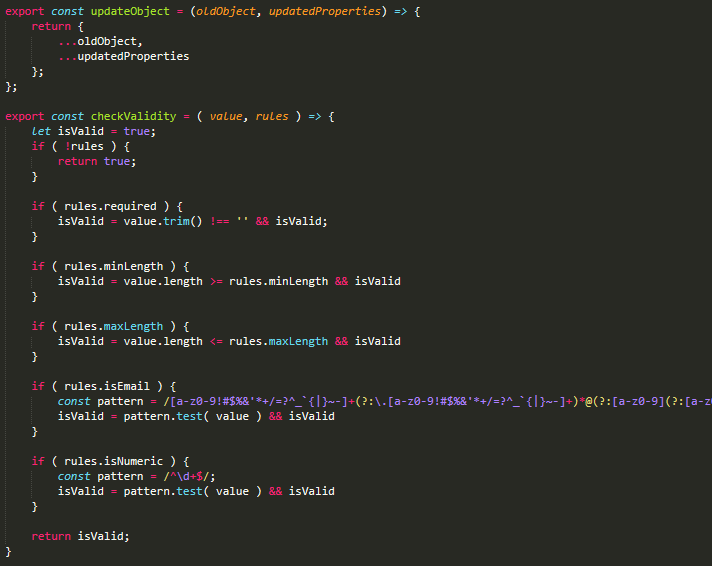 export const updateObject = (oldObject, updatedProperties) => {
    return {
        ...oldObject,
        ...updatedProperties
    };
};

export const checkValidity = ( value, rules ) => {
    let isValid = true;
    if ( !rules ) {
        return true;
    }

    if ( rules.required ) {
        isValid = value.trim() !== '' && isValid;
    }

    if ( rules.minLength ) {
        isValid = value.length >= rules.minLength && isValid
    }

    if ( rules.maxLength ) {
        isValid = value.length <= rules.maxLength && isValid
    }

    if ( rules.isEmail ) {
        const pattern = /[a-z0-9!#$%&'*+/=?^_`{|}~-]+(?:\.[a-z0-9!#$%&'*+/=?^_`{|}~-]+)*@(?:[a-z0-9](?:[a-z0
        isValid = pattern.test( value ) && isValid
    }

    if ( rules.isNumeric ) {
        const pattern = /^\d+$/;
        isValid = pattern.test( value ) && isValid
    }

    return isValid;
}